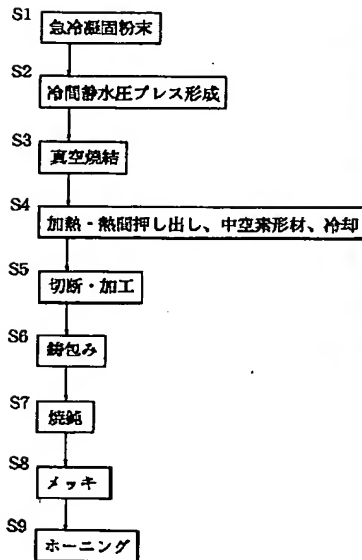 S1
急冷凝固粉末
S2
冷間静水圧プレス形成
S3
真空焼結
S4
加熱・熱間押し出し、中空素形材、冷却
S5
切断・加工
S6
鋳包み
S7
焼鈍
S8
メッキ
S9
ホーニング